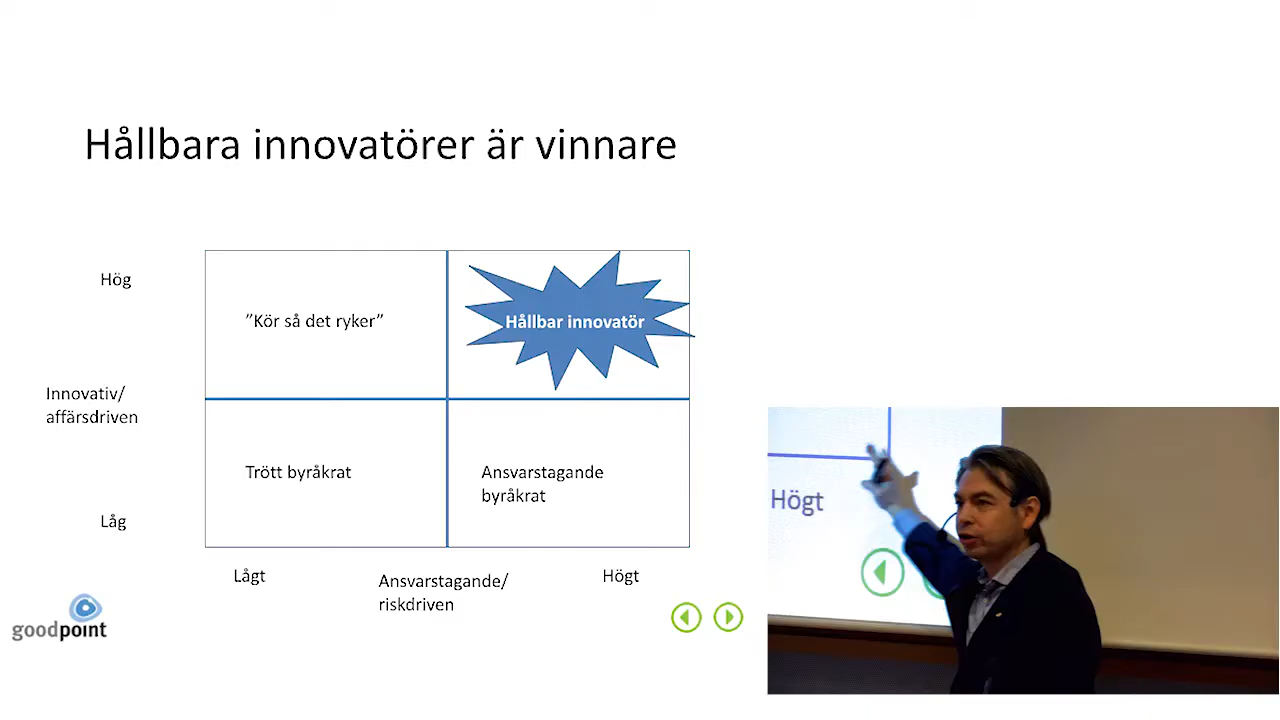 Hållbara innovatörer är vinnare
Hög
”Kör så det ryker”
Hållbar innovatör
Innovativ/
affärsdriven
Trött byråkrat
Ansvarstagande
byråkrat
Låg
Lågt
Ansvarstagande/
riskdriven
Högt
goodpoint
Högt